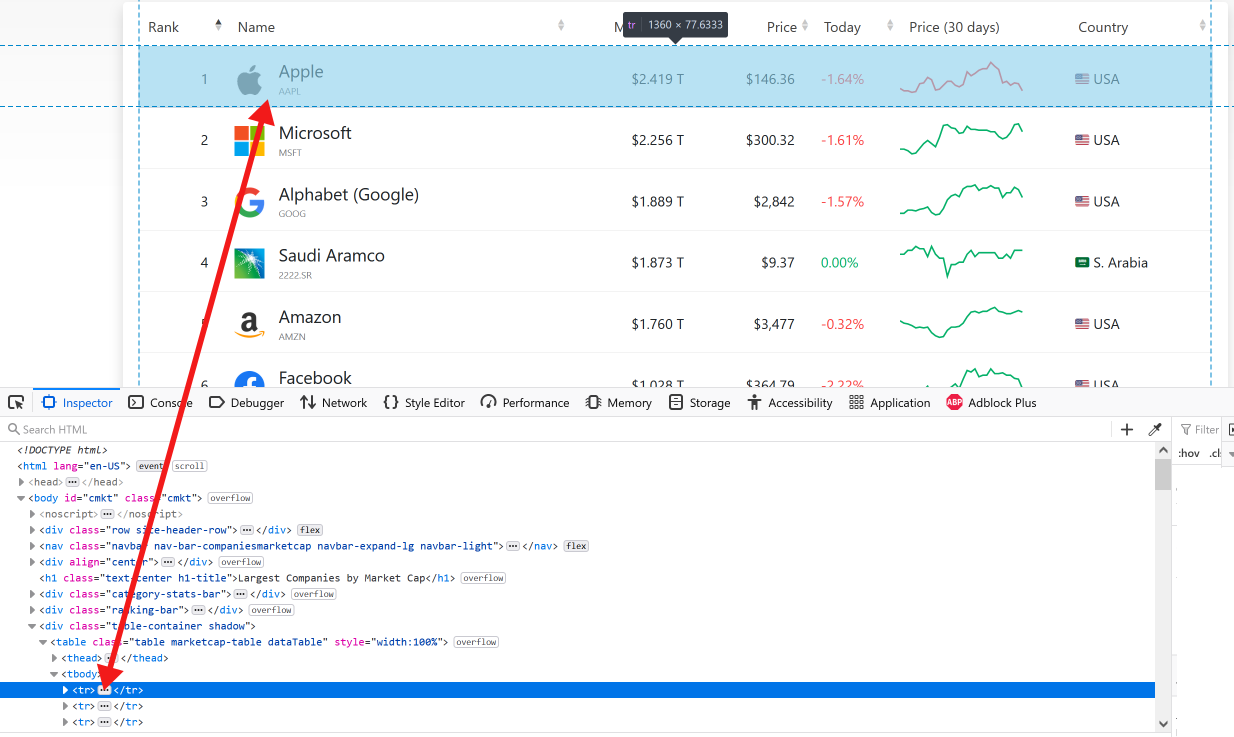 Rank Name M tr 1360 × 77.6333 Price Today Price (30 days) Country
1 Apple $2.419 T $146.36 -1.64% USA
AAPL
2 Microsoft $2.256 T $300.32 -1.61% USA
MSFT
3 Alphabet (Google) $1.889 T $2,842 -1.57% USA
GOOG
4 Saudi Aramco $1.873 T $9.37 0.00% S. Arabia
2222.SR
5 Amazon $1.760 T $3,477 -0.32% USA
AMZN
6 Facebook $1.028 T $364.79 -2.22% USA
Inspector Console Debugger Network Style Editor Performance Memory Storage Accessibility Application ABP Adblock Plus
Search HTML Filter
:hov .cl
<!DOCTYPE html>
<html lang="en-US"> event scroll
<head> ••• </head>
<body id="cmkt" class="cmkt"> overflow
<noscript> ••• </noscript>
<div class="row site-header-row"> ••• </div> flex
<nav class="navbar nav-bar-companiesmarketcap navbar-expand-lg navbar-light"> ••• </nav> flex
<div align="center"> ••• </div> overflow
<h1 class="text-center h1-title">Largest Companies by Market Cap</h1> overflow
<div class="category-stats-bar"> ••• </div> overflow
<div class="ranking-bar"> ••• </div> overflow
<div class="table-container shadow">
<table class="table marketcap-table dataTable" style="width:100%"> overflow
<thead> ••• </thead>
<tbody>
<tr> ••• </tr>
<tr> ••• </tr>
<tr> ••• </tr>